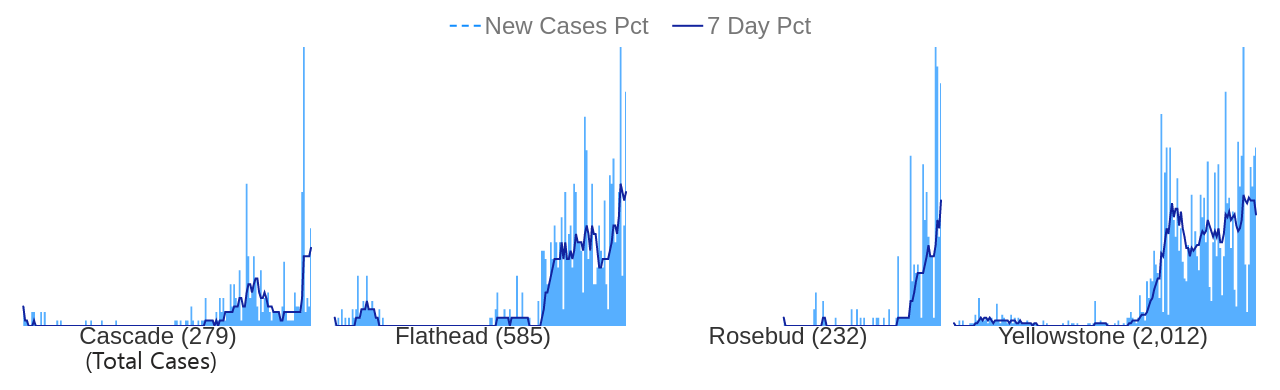 New Cases Pct 7 Day Pct
Cascade (279) Flathead (585) Rosebud (232) Yellowstone (2,012)
(Total Cases)